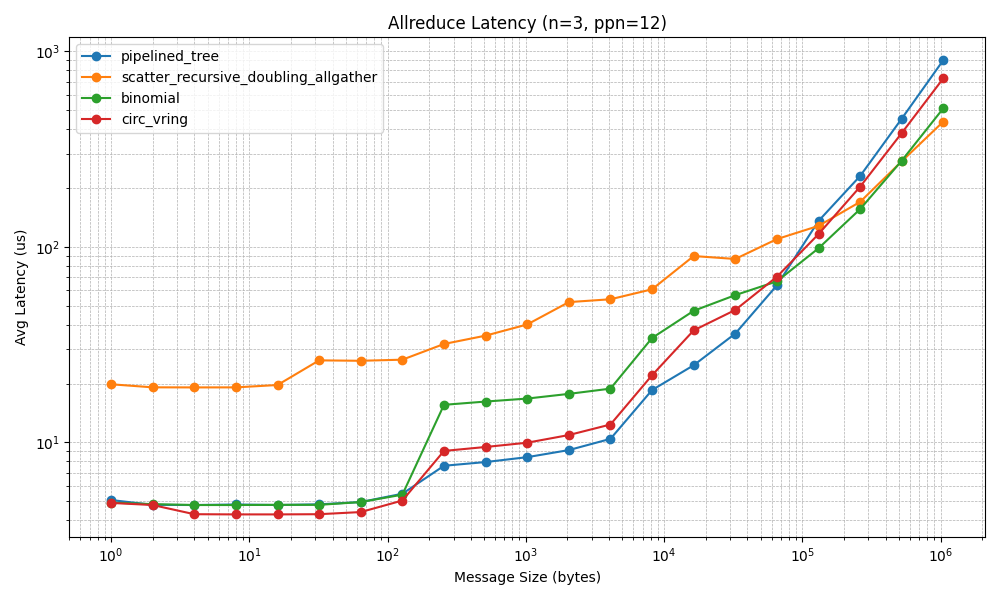 Allreduce Latency (n=3, ppn=12)
pipelined_tree
scatter_recursive_doubling_allgather
binomial
circ_vring
Avg Latency (us)
10³
10²
10¹
10⁰ 10¹ 10² 10³ 10⁴ 10⁵ 10⁶
Message Size (bytes)